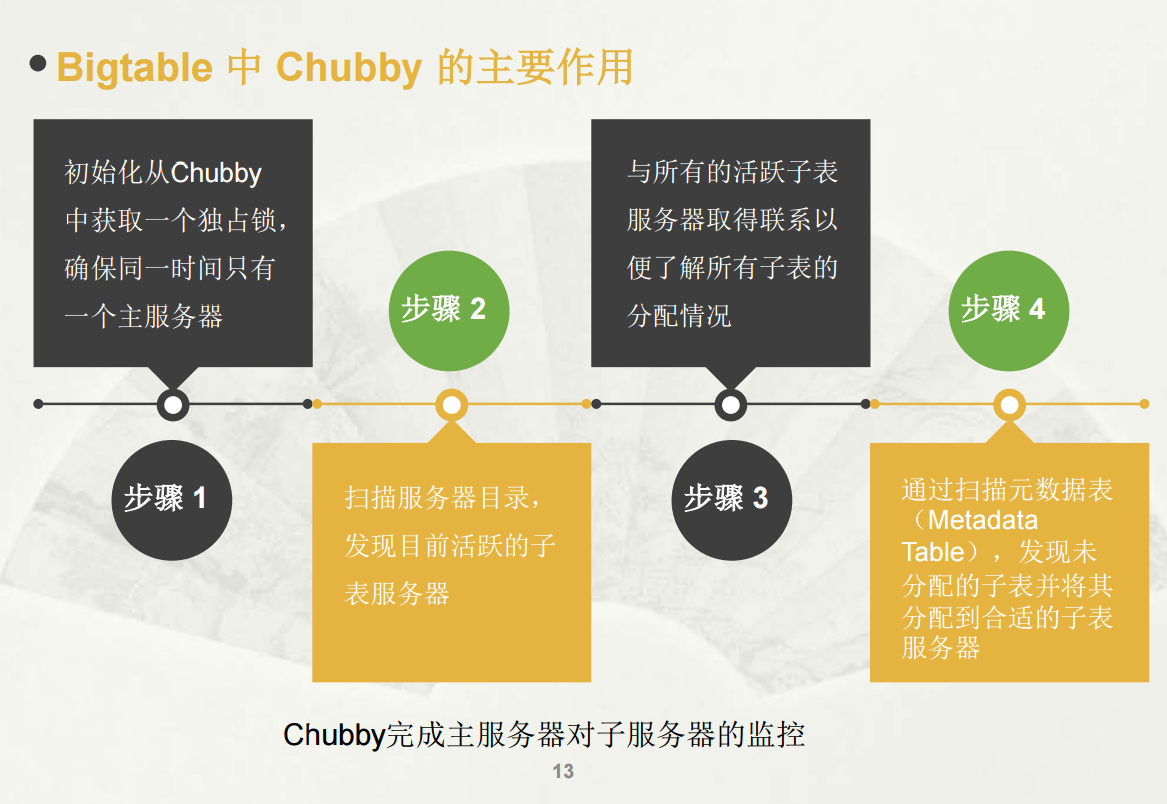 Bigtable 中 Chubby 的主要作用
初始化从Chubby
中获取一个独占锁，
确保同一时间只有
一个主服务器
步骤 1
步骤 2
扫描服务器目录，
发现目前活跃的子
表服务器
与所有的活跃子表
服务器取得联系以
便了解所有子表的
分配情况
步骤 3
步骤 4
通过扫描元数据表
（Metadata
Table），发现未
分配的子表并将其
分配到合适的子表
服务器
Chubby完成主服务器对子服务器的监控
13